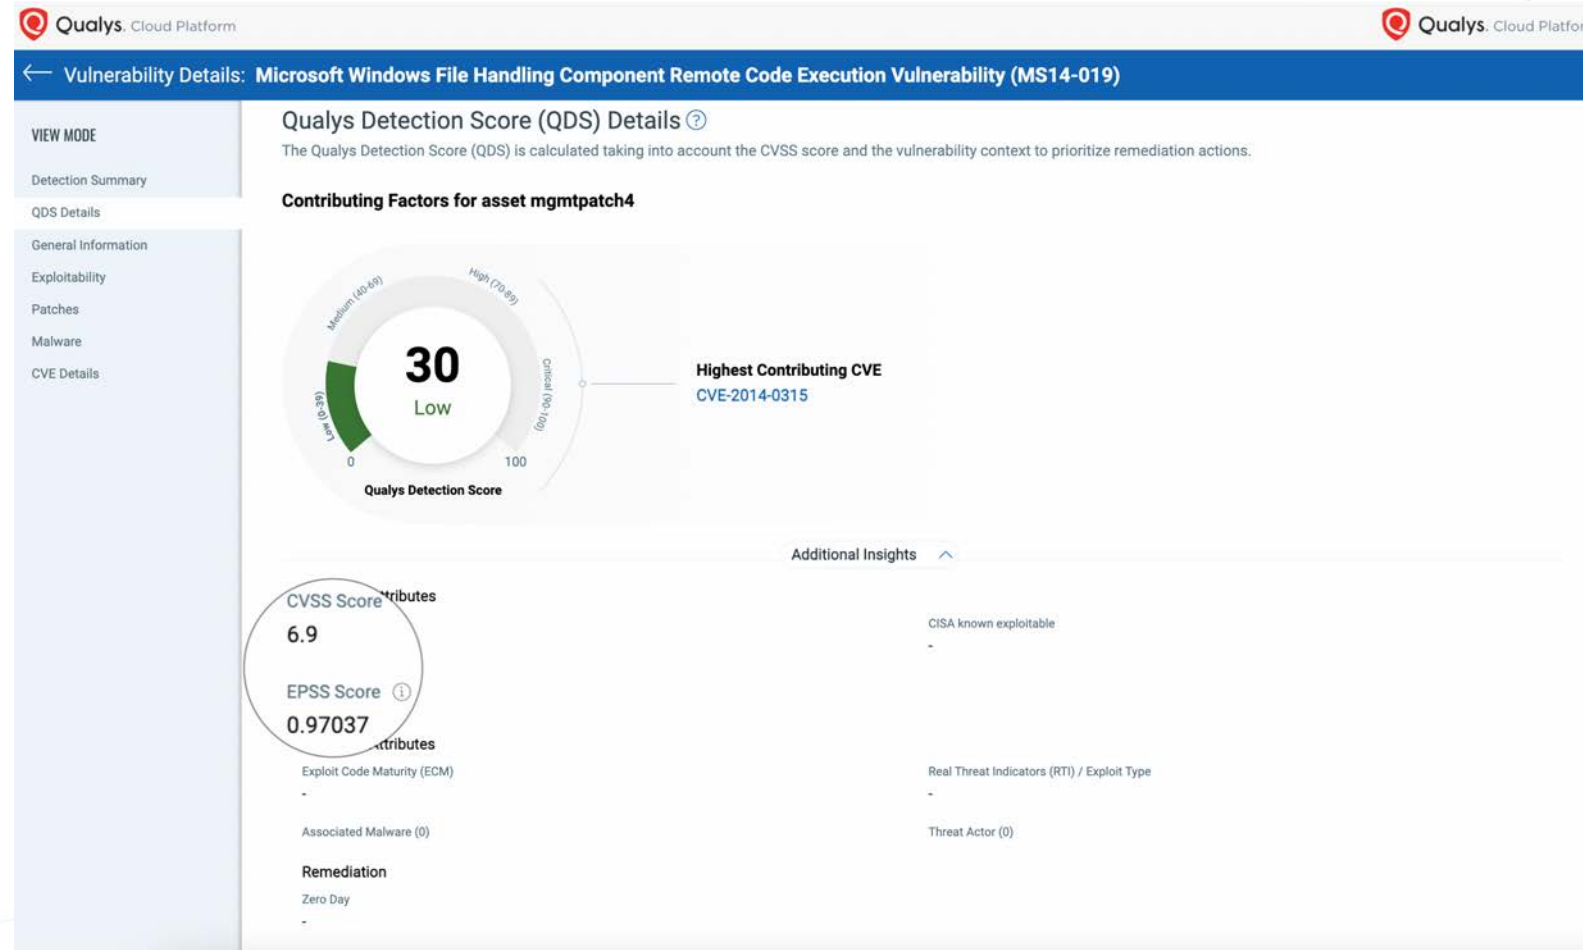 Qualys. Cloud Platform
Qualys. Cloud Platfor
Vulnerability Details: Microsoft Windows File Handling Component Remote Code Execution Vulnerability (MS14-019)
VIEW MODE
Detection Summary
QDS Details
General Information
Exploitability
Patches
Malware
CVE Details
Qualys Detection Score (QDS) Details ?
The Qualys Detection Score (QDS) is calculated taking into account the CVSS score and the vulnerability context to prioritize remediation actions.
Contributing Factors for asset mgmtpatch4
Low (0-39)
Medium (40-69)
High (70-89)
Critical (90-100)
30
Low
0
100
Qualys Detection Score
Highest Contributing CVE
CVE-2014-0315
Additional Insights
tributes
CVSS Score
6.9
CISA known exploitable
-
EPSS Score i
0.97037
ttributes
Exploit Code Maturity (ECM)
-
Real Threat Indicators (RTI) / Exploit Type
-
Associated Malware (0)
Threat Actor (0)
Remediation
Zero Day
-